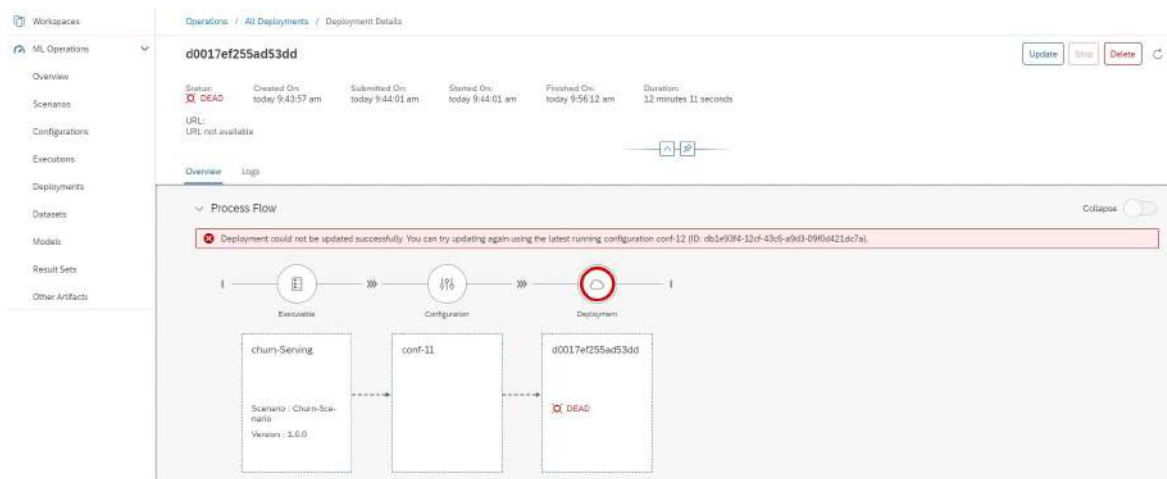 Workspaces
ML Operations
Overview
Scenarios
Configurations
Executions
Deployments
Datasets
Models
Result Sets
Other Artifacts
Operations / All Deployments / Deployment Details
d0017ef255ad53dd
Update Stop Delete
Status: Created On: Submitted On: Started On: Finished On: Duration:
DEAD today 9:43:57 am today 9:44:01 am today 9:44:01 am today 9:56:12 am 12 minutes 11 seconds
URL:
URL not available
Overview Logs
Process Flow
Collapse
Deployment could not be updated successfully. You can try updating again using the latest running configuration conf-12 (ID: db1e93f4-12cf-43c6-a9d3-09f0d421dc7a).
Executable Configuration Deployment
churn-Serving conf-11 d0017ef255ad53dd
Scenario : Churn-Sce-
nario
DEAD
Version : 1.0.0